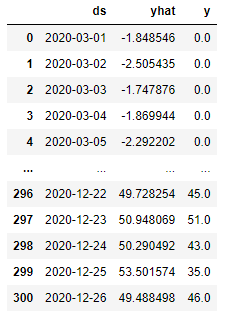 ds yhat y
0 2020-03-01 -1.848546 0.0
1 2020-03-02 -2.505435 0.0
2 2020-03-03 -1.747876 0.0
3 2020-03-04 -1.869944 0.0
4 2020-03-05 -2.292202 0.0
... ... ... ...
296 2020-12-22 49.728254 45.0
297 2020-12-23 50.948069 51.0
298 2020-12-24 50.290492 43.0
299 2020-12-25 53.501574 35.0
300 2020-12-26 49.488498 46.0